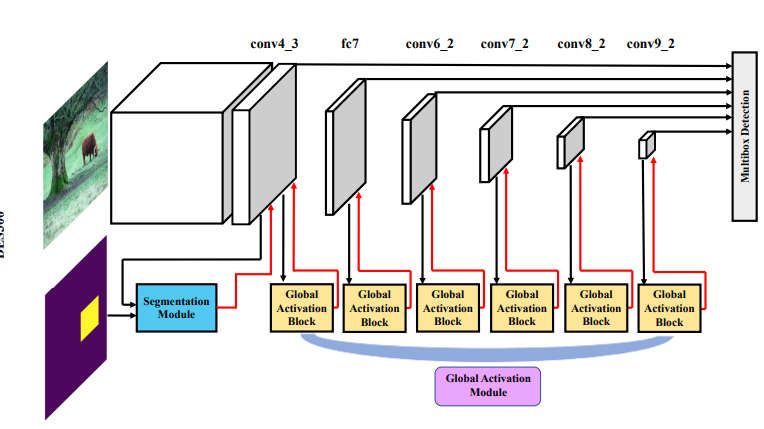 conv4_3 fc7 conv6_2 conv7_2 conv8_2 conv9_2
Multibox Detection
Segmentation
Module
Global
Activation
Block
Global
Activation
Block
Global
Activation
Block
Global
Activation
Block
Global
Activation
Block
Global
Activation
Block
Global Activation
Module